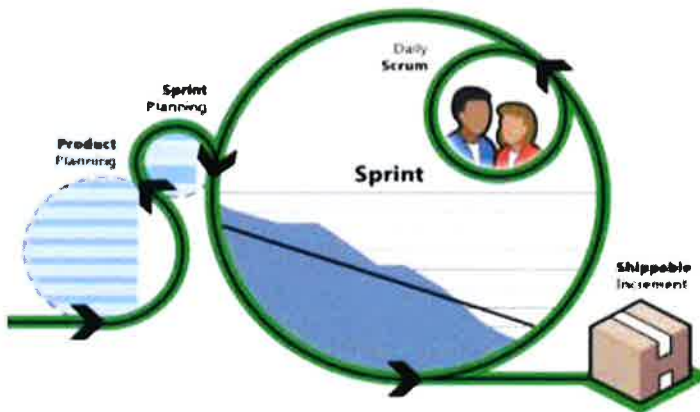 Daily
Scrum
Sprint
Planning
Product
Planning
Sprint
Shippable
Increment